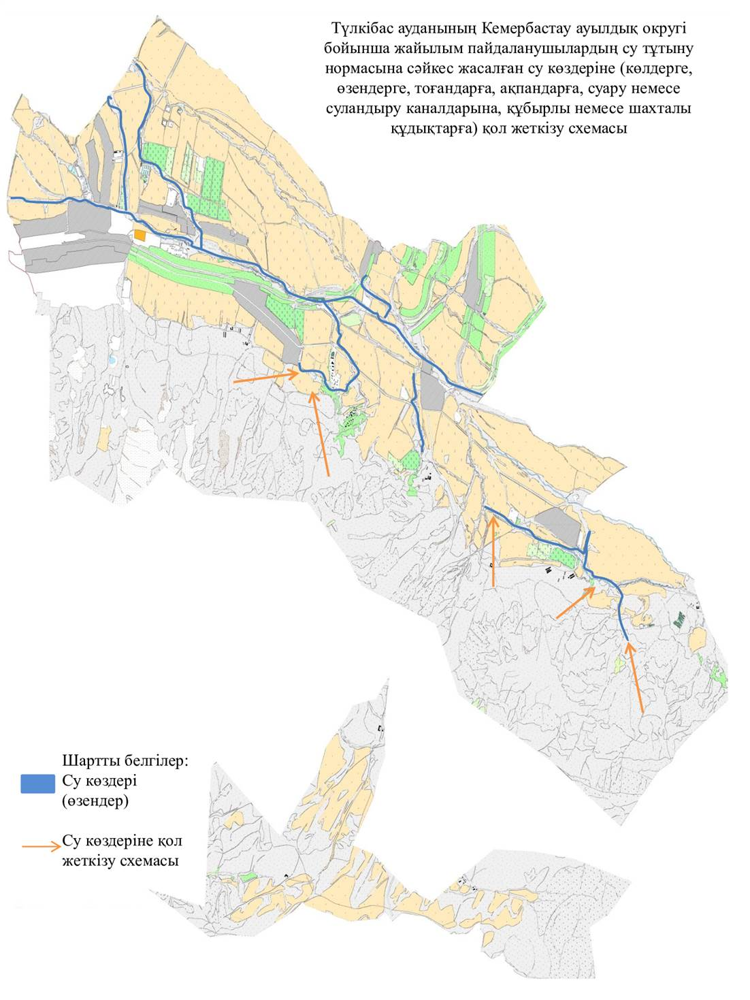 Түлкібас ауданының Кемербастау ауылдық округі
бойынша жайылым пайдаланушылардың су тұтыну
нормасына сәйкес жасалған су көздеріне (көлдерге,
өзендерге, тоғандарға, ақпандарға, суару немесе
суландыру каналдарына, құбырлы немесе шахталы
құдықтарға) қол жеткізу схемасы
Шартты белгілер:
Су көздері
(өзендер)
Су көздеріне қол
жеткізу схемасы